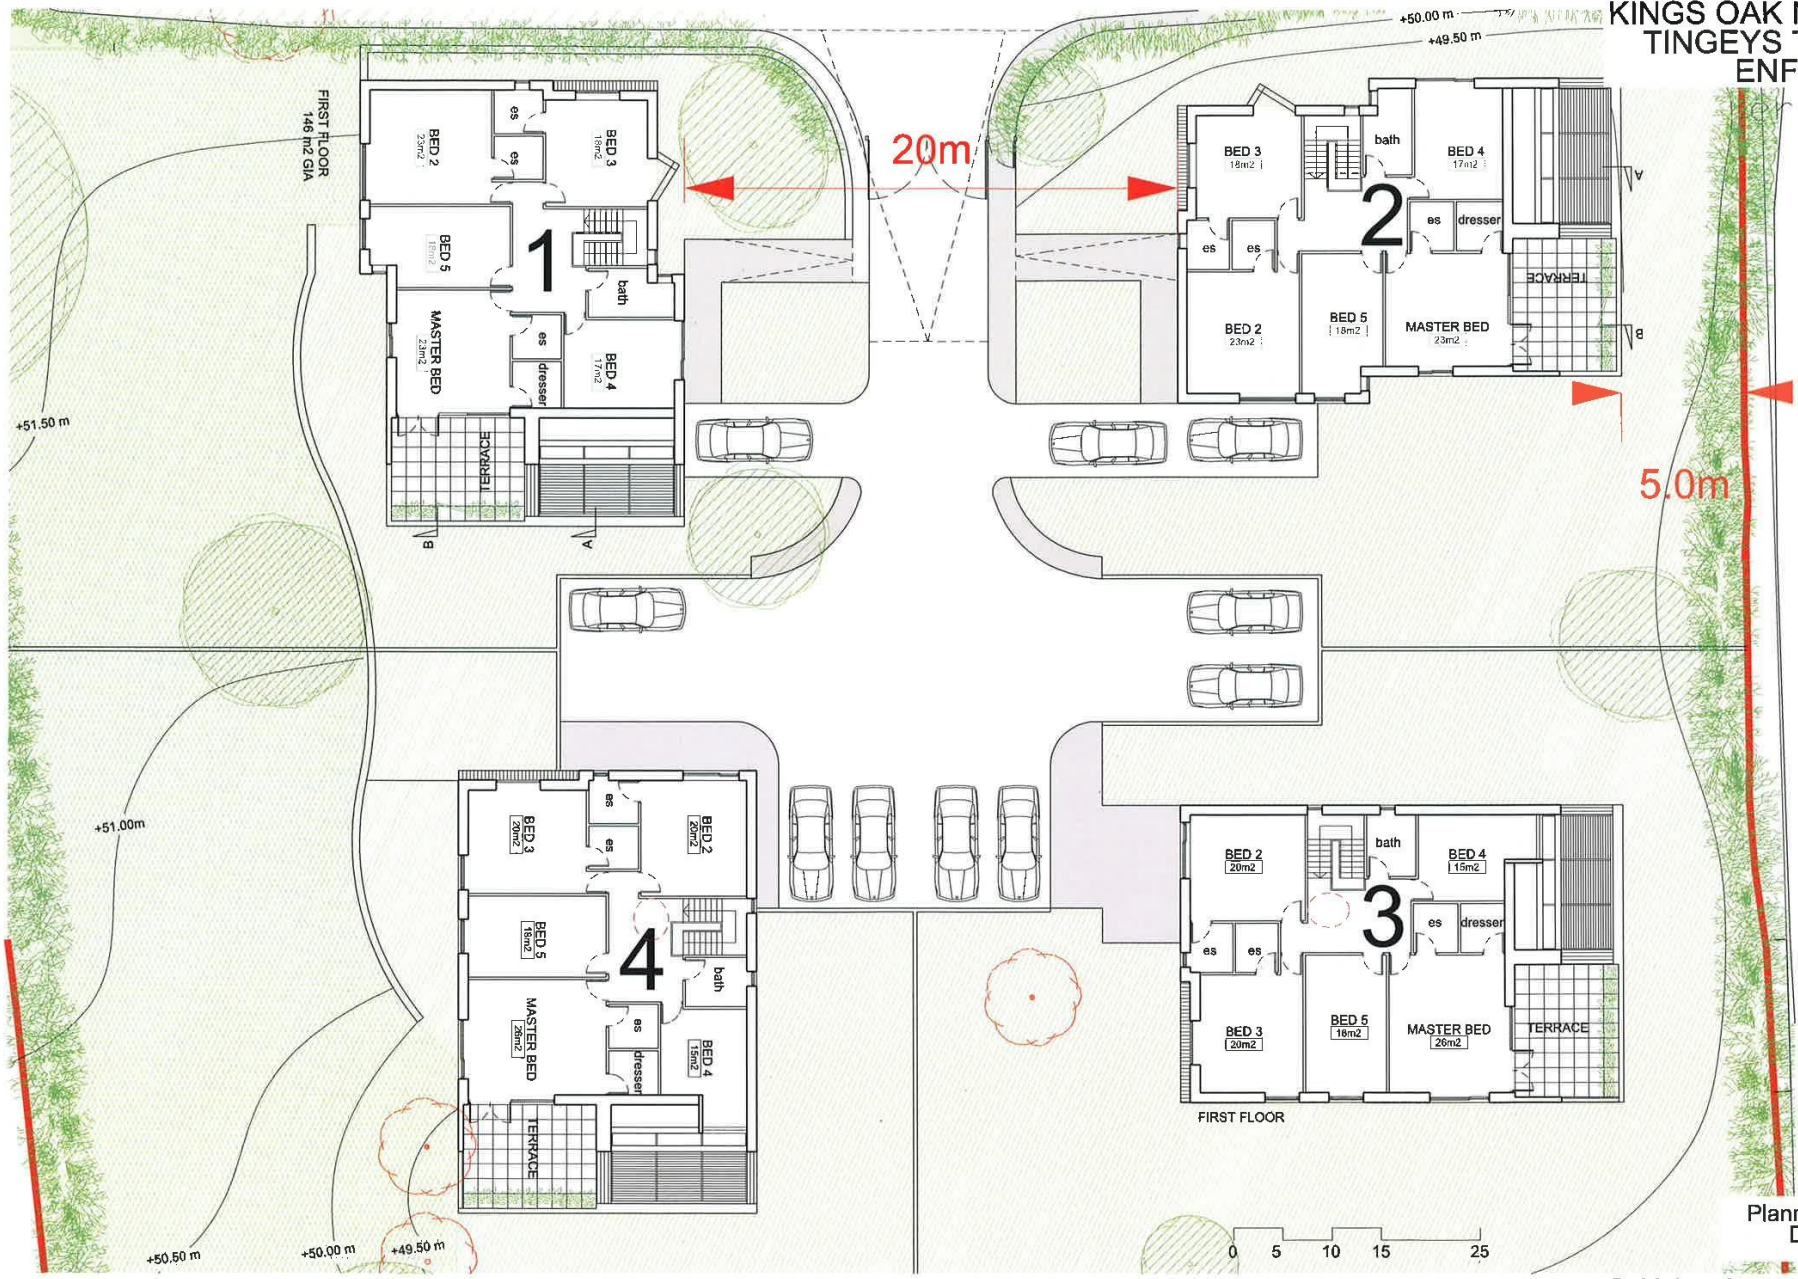 KINGS OAK
TINGEYS
ENF
+50.00 m
+49.50 m
FIRST FLOOR
146 m2 GIA
BED 2
23m2
es
es
BED 3
18m2
BED 5
18m2
1
bath
MASTER BED
23m2
es
dresser
BED 4
17m2
TERRACE
B
A
20m
BED 3
18m2
bath
BED 4
17m2
2
es
dresser
es
es
TERRACE
BED 2
23m2
BED 5
18m2
MASTER BED
23m2
A
B
5.0m
+51.50 m
+51.00m
BED 3
20m2
es
es
BED 2
20m2
BED 5
18m2
4
bath
MASTER BED
26m2
es
dresser
BED 4
15m2
TERRACE
BED 2
20m2
bath
BED 4
15m2
3
es
dresser
es
es
BED 3
20m2
BED 5
18m2
MASTER BED
26m2
TERRACE
FIRST FLOOR
+50.50 m
+50.00 m
+49.50 m
0 5 10 15 25
Plann